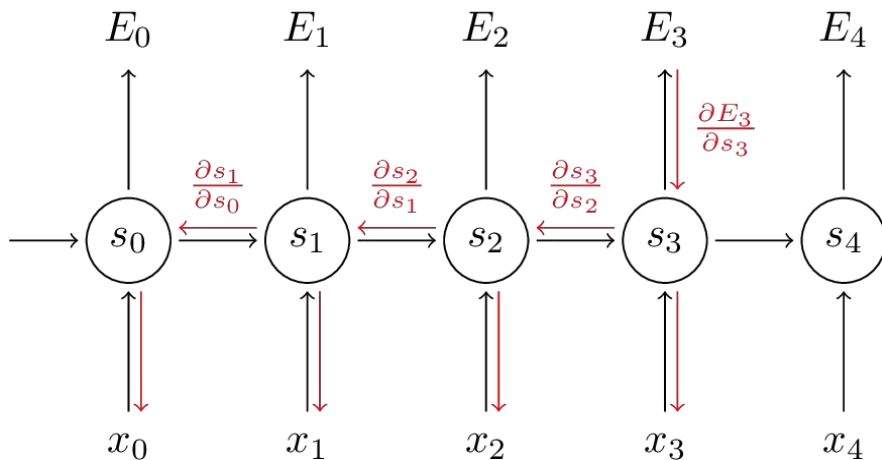 E₀ E₁ E₂ E₃ E₄
∂E₃/∂s₃
∂s₁/∂s₀ ∂s₂/∂s₁ ∂s₃/∂s₂
s₀ s₁ s₂ s₃ s₄
x₀ x₁ x₂ x₃ x₄